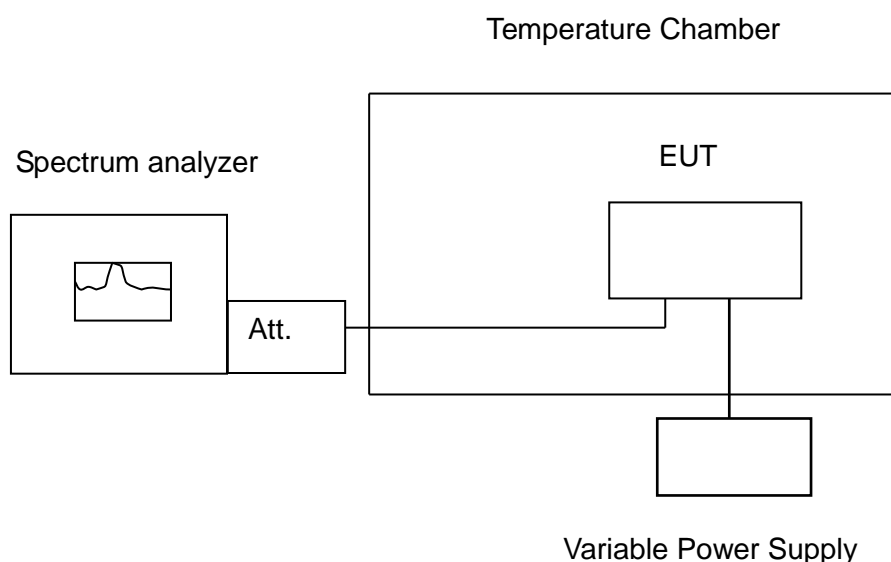 Temperature Chamber
Spectrum analyzer
EUT
Att.
Variable Power Supply